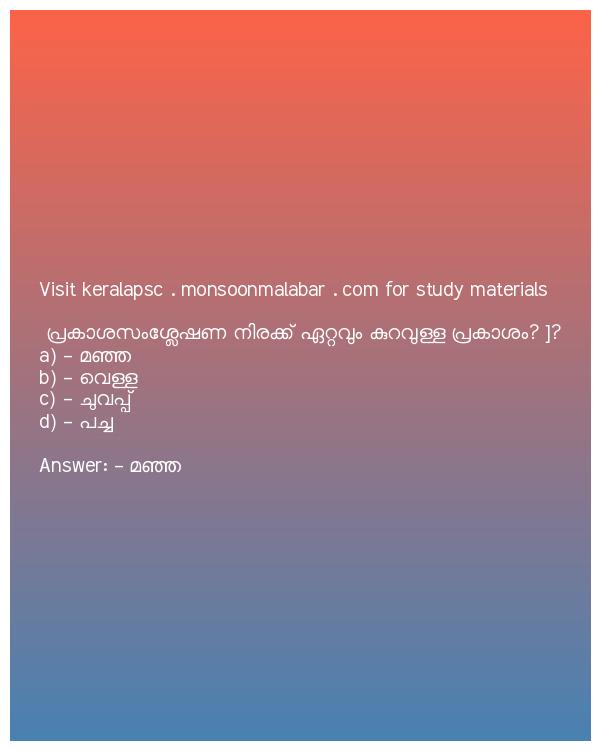 Visit keralapsc . monsoonmalabar . com for study materials
പ്രകാശസംശ്ലേഷണ നിരക്ക് ഏറ്റവും കുറവുള്ള പ്രകാശം? ]?
a) – മഞ്ഞ
b) – വെള്ള
c) – ചുവപ്പ്
d) – പച്ച
Answer: – മഞ്ഞ